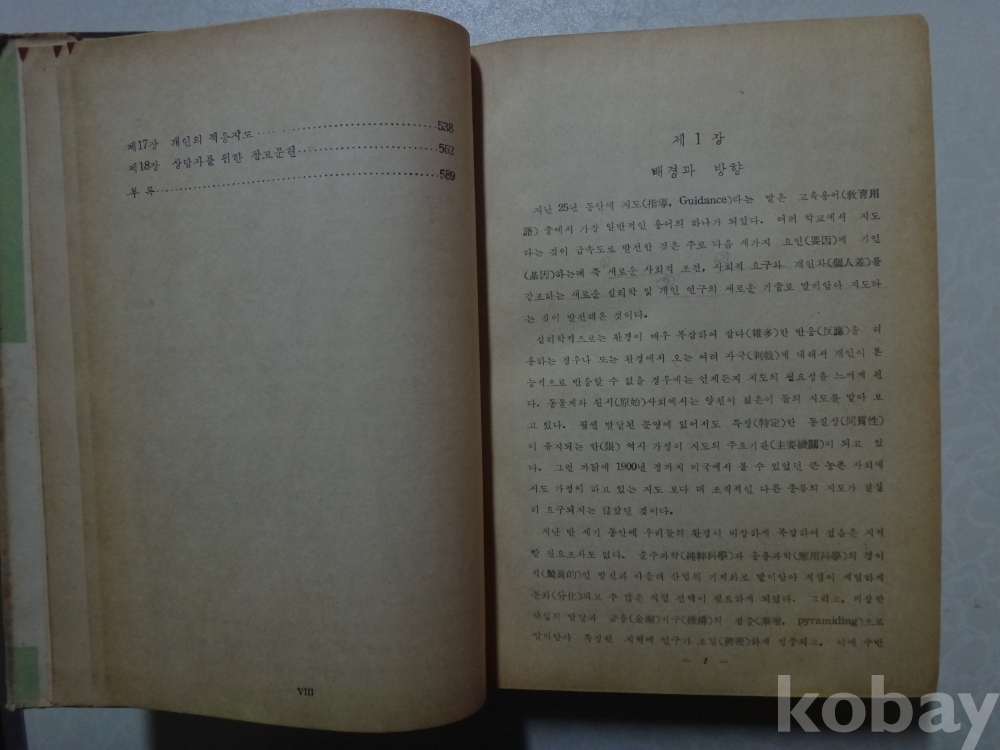 제17장 개인의 적응지도 538
제18장 상담자를 위한 참고문헌 562
부록 589
VIII
제 1 장
배경과 방향
지난 25년 동안에 지도(指導, Guidance)라는 말은 교육용어(教育用
語) 중에서 가장 일반적인 용어의 하나가 되었다. 여러 학교에서 지도
라는 것이 급속도로 발전한 것은 주로 다음 세가지 요인(要因)에 기인
(基因)하는데 즉 새로운 사회적 조건, 사회적 요구와 개인차(個人差)를
강조하는 새로운 심리학 및 개인 연구의 새로운 기술로 말미암아 지도라
는 것이 발전해온 것이다.
심리학적으로는 환경이 매우 복잡하여 잡다(雜多)한 반응(反應)을 허
용하는 경우나 또는 환경에서 오는 여러 자극(刺戟)에 대해서 개인이 본
능적으로 반응할 수 없을 경우에는 언제든지 지도의 필요성을 느끼게 된
다. 동물계와 원시(原始)사회에서는 양친이 젊은이 들의 지도를 맡아 보
고 있다. 훨씬 발달된 문명에 있어서도 특정(特定)한 동질성(同質性)
이 유지되는 한(限) 역시 가정이 지도의 주요기관(主要機關)이 되고 있
다. 그런 까닭에 1900년 경까지 미국에서 볼 수 있었던 큰 농촌 사회에
서도 가정이 하고 있는 지도 보다 더 조직적인 다른 종류의 지도가 절실
히 요구돼지는 않았던 것이다.
지난 반 세기 동안에 우리들의 환경이 비상하게 복잡하여 졌음은 지적
할 필요조차도 없다. 순수과학(純粹科學)과 응용과학(應用科學)의 경이
적(驚異的)인 발전과 아울러 산업의 기계화로 말미암아 직업이 세밀하게
분화(分化)되고 수 많은 직업 선택이 필요하게 되었다. 그리고, 비상한
산업의 발달과 금융(金融)기구(機構)의 pyramiding)으로
말미암아 특정한 지역에 인구가 조밀(稠密)하게 집중되고, 이에 수반
— 1 —
kobay